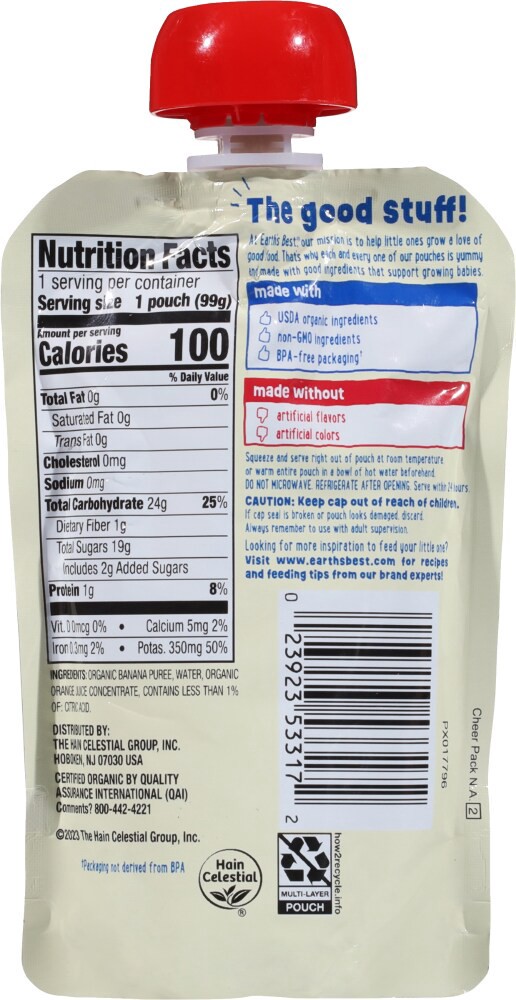 The good stuff!
At Earth's Best® our mission is to help little ones grow a love of
good food. That's why each and every one of our pouches is yummy
and made with good ingredients that support growing babies.
made with
USDA organic ingredients
non-GMO ingredients
BPA-free packaging†
made without
artificial flavors
artificial colors
Squeeze and serve right out of pouch at room temperature
or warm entire pouch in a bowl of hot water beforehand.
DO NOT MICROWAVE. REFRIGERATE AFTER OPENING. Serve within 24 hours.
CAUTION: Keep cap out of reach of children.
If cap seal is broken or pouch looks damaged, discard.
Always remember to use with adult supervision.
Looking for more inspiration to feed your little one?
Visit www.earthsbest.com for recipes
and feeding tips from our brand experts!
Nutrition Facts
1 serving per container
Serving size 1 pouch (99g)
Amount per serving
Calories 100
% Daily Value
Total Fat 0g 0%
Saturated Fat 0g
Trans Fat 0g
Cholesterol 0mg
Sodium 0mg
Total Carbohydrate 24g 25%
Dietary Fiber 1g
Total Sugars 19g
Includes 2g Added Sugars
Protein 1g 8%
Vit. D 0mcg 0% • Calcium 5mg 2%
Iron 0.3mg 2% • Potas. 350mg 50%
INGREDIENTS: ORGANIC BANANA PUREE, WATER, ORGANIC
ORANGE JUICE CONCENTRATE, CONTAINS LESS THAN 1%
OF: CITRIC ACID.
DISTRIBUTED BY:
THE HAIN CELESTIAL GROUP, INC.
HOBOKEN, NJ 07030 USA
CERTIFIED ORGANIC BY QUALITY
ASSURANCE INTERNATIONAL (QAI)
Comments? 800-442-4221
©2023 The Hain Celestial Group, Inc.
†Packaging not derived from BPA
Hain
Celestial
®
0 23923 53317 2
PX017796
Cheer Pack N.A. 2
how2recycle.info
MULTI-LAYER
POUCH